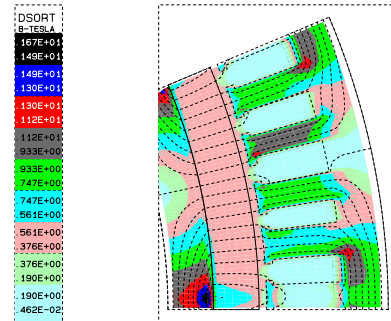 DSORT
B-TESLA
167E+01
149E+01
149E+01
130E+01
130E+01
112E+01
112E+01
933E+00
933E+00
747E+00
747E+00
561E+00
561E+00
.376E+00
.376E+00
.190E+00
.190E+00
.462E-02